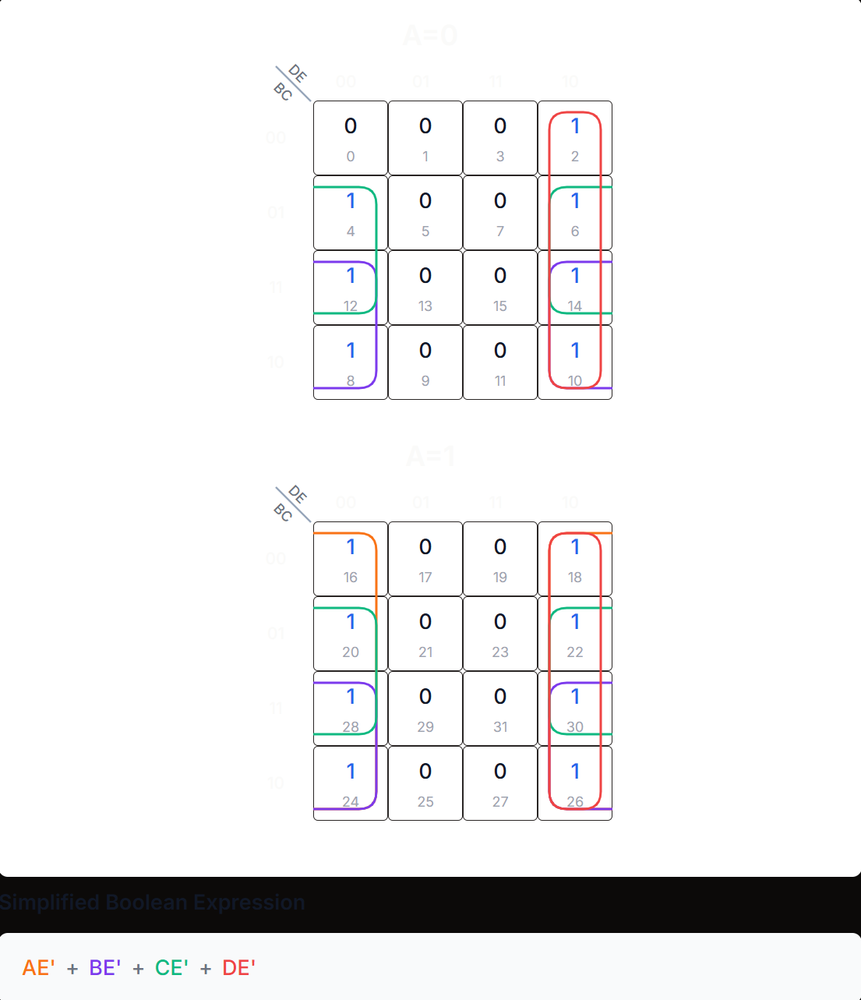 A=0
DE
BC
00 01 11 10
00
0 0 0 1
0 1 3 2
01
1 0 0 1
4 5 7 6
11
1 0 0 1
12 13 15 14
10
1 0 0 1
8 9 11 10
A=1
DE
BC
00 01 11 10
00
1 0 0 1
16 17 19 18
01
1 0 0 1
20 21 23 22
11
1 0 0 1
28 29 31 30
10
1 0 0 1
24 25 27 26
Simplified Boolean Expression
AE' + BE' + CE' + DE'